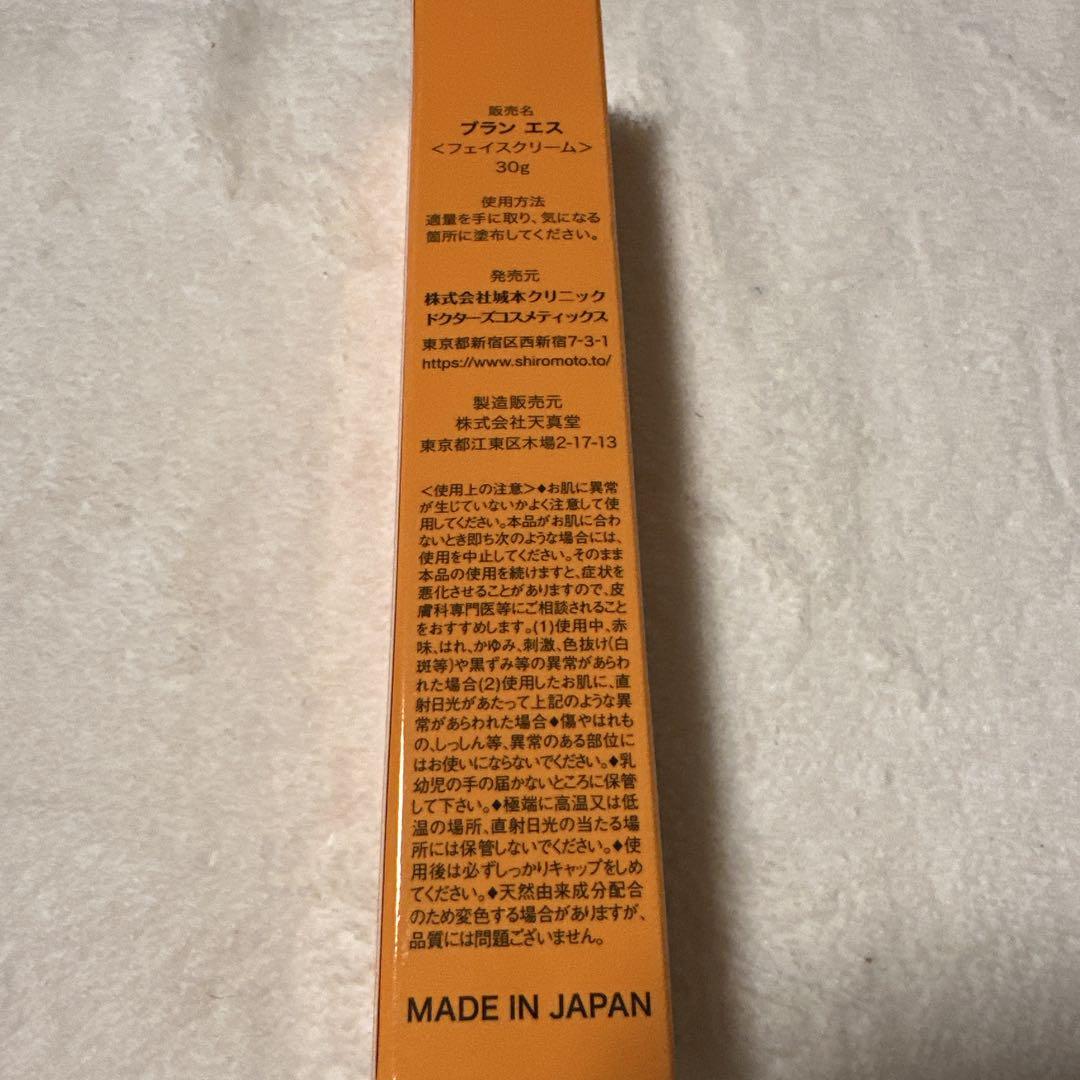 販売名
ブラン エス
＜フェイスクリーム＞
30g
使用方法
適量を手に取り、気になる
箇所に塗布してください。
発売元
株式会社城本クリニック
ドクターズコスメティックス
東京都新宿区西新宿7-3-1
https://www.shiromoto.to/
製造販売元
株式会社天真堂
東京都江東区木場2-17-13
＜使用上の注意＞◆お肌に異常
が生じていないかよく注意して使
用してください。本品がお肌に合わ
ないとき即ち次のような場合には、
使用を中止してください。そのまま
本品の使用を続けますと、症状を
悪化させることがありますので、皮
膚科専門医等にご相談されること
をおすすめします。(1)使用中、赤
味、はれ、かゆみ、刺激、色抜け(白
斑等)や黒ずみ等の異常があらわ
れた場合(2)使用したお肌に、直
射日光があたって上記のような異
常があらわれた場合◆傷やはれも
の、しっしん等、異常のある部位に
はお使いにならないでください。◆乳
幼児の手の届かないところに保管
して下さい。◆極端に高温又は低
温の場所、直射日光の当たる場
所には保管しないでください。◆使
用後は必ずしっかりキャップをしめ
てください。◆天然由来成分配合
のため変色する場合がありますが、
品質には問題ございません。
MADE IN JAPAN